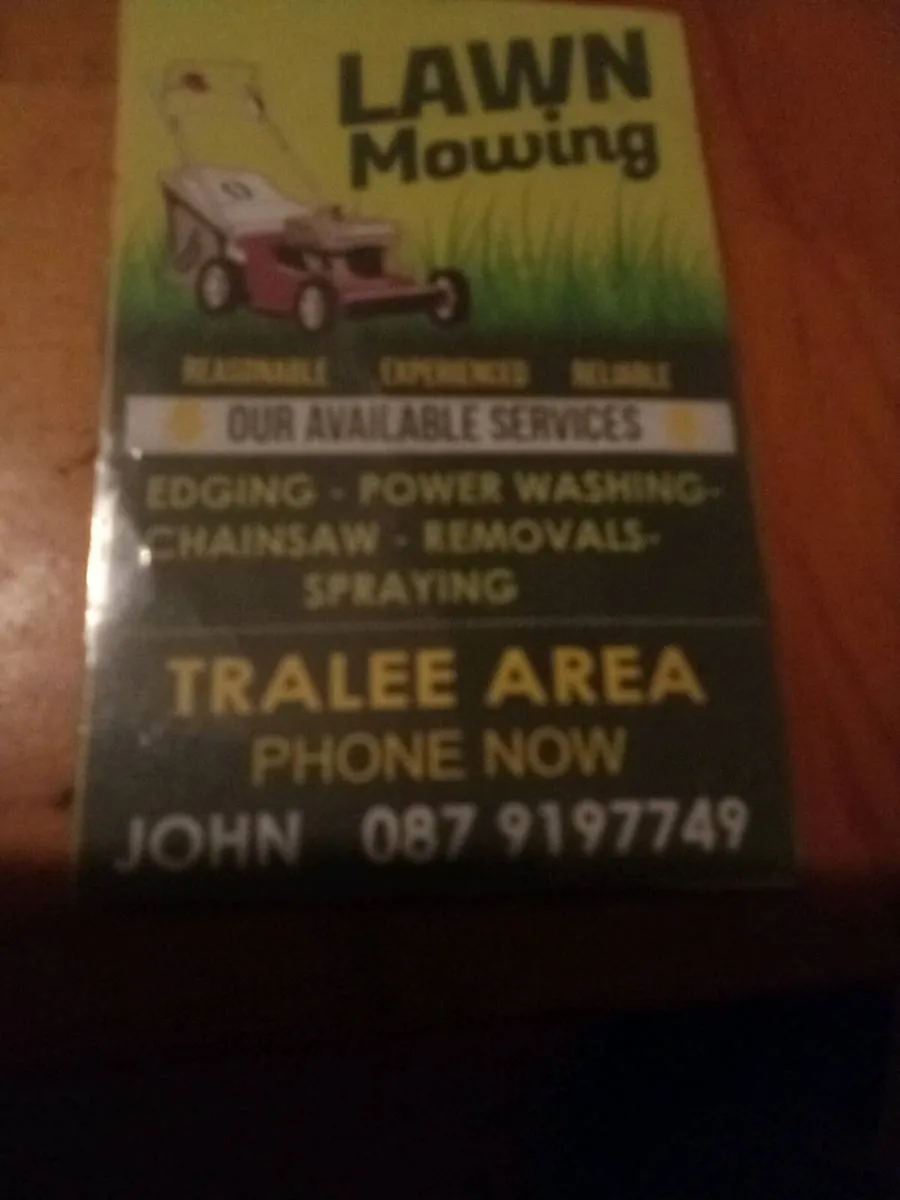 LAWN
Mowing
REASONABLE EXPERIENCED RELIABLE
OUR AVAILABLE SERVICES
EDGING - POWER WASHING-
CHAINSAW - REMOVALS-
SPRAYING
TRALEE AREA
PHONE NOW
JOHN 087 9197749